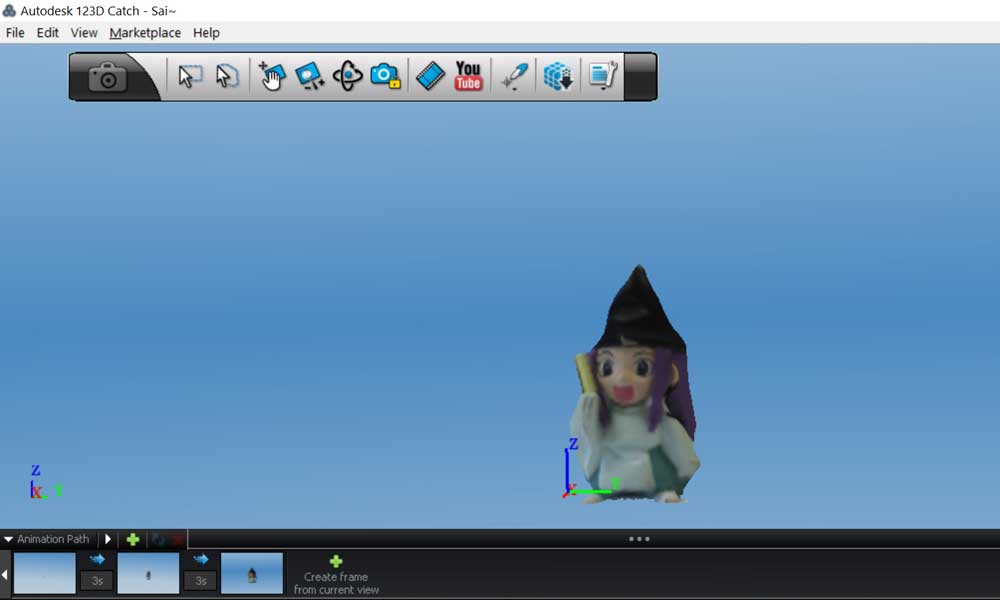 Autodesk 123D Catch - Sai~
File Edit View Marketplace Help
You
Tube
Z
Y
X
Z
X Y
Animation Path
3s
3s
Create frame
from current view